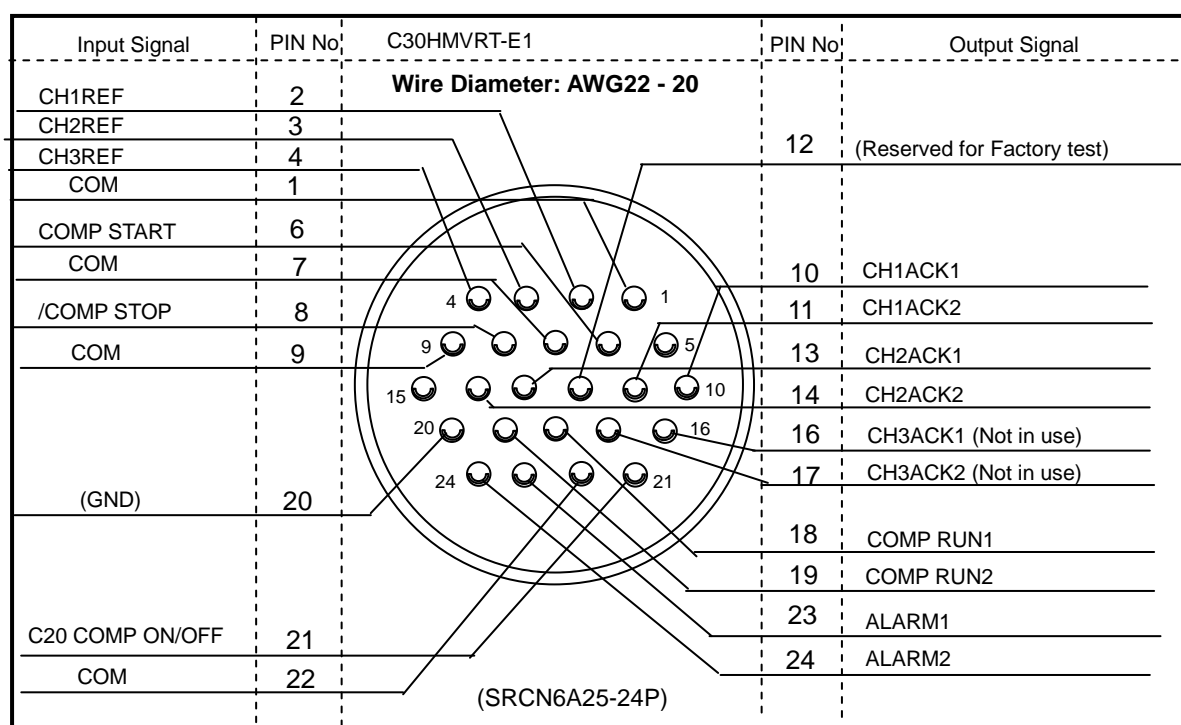 Input Signal PIN No C30HMVRT-E1 PIN No Output Signal
Wire Diameter: AWG22 - 20
CH1REF 2
CH2REF 3
12 (Reserved for Factory test)
CH3REF 4
COM 1
COMP START 6
COM 7
10 CH1ACK1
4 1
/COMP STOP 8
11 CH1ACK2
9 5
COM 9
13 CH2ACK1
15 10
14 CH2ACK2
20 16
16 CH3ACK1 (Not in use)
17 CH3ACK2 (Not in use)
24 21
(GND) 20
18 COMP RUN1
19 COMP RUN2
23 ALARM1
C20 COMP ON/OFF 21
24 ALARM2
COM 22
(SRCN6A25-24P)